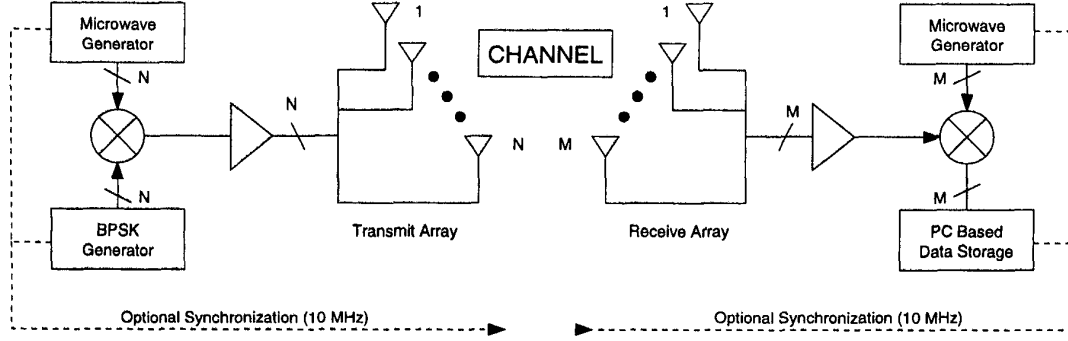 Microwave
Generator
N
N
BPSK
Generator
N
1
N
Transmit Array
CHANNEL
1
M
Receive Array
M
Microwave
Generator
M
M
PC Based
Data Storage
Optional Synchronization (10 MHz)
Optional Synchronization (10 MHz)